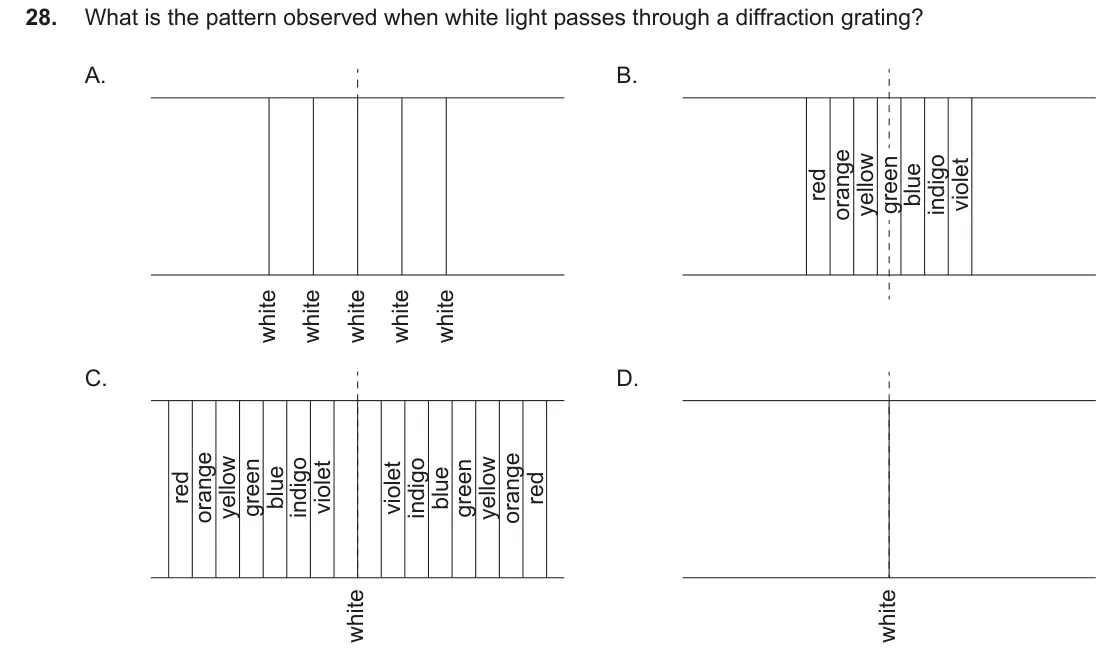 28. What is the pattern observed when white light passes through a diffraction grating?
A.
white
white
white
white
white
B.
red
orange
yellow
green
blue
indigo
violet
C.
red
orange
yellow
green
blue
indigo
violet
violet
indigo
blue
green
yellow
orange
red
white
D.
white